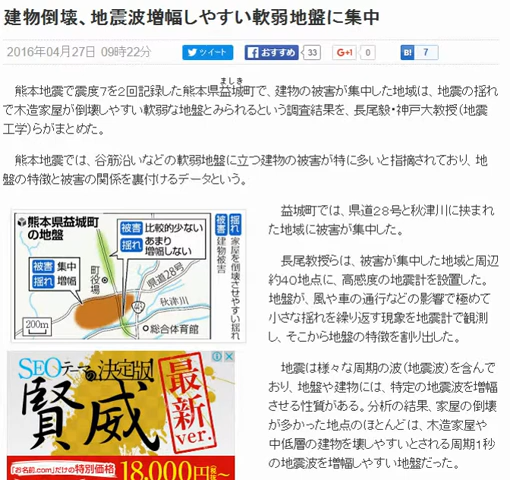 建物倒壊、地震波増幅しやすい軟弱地盤に集中
2016年04月27日 09時22分
ツイート
おすすめ
33
G+1
0
B!
7
ましき
熊本地震で震度7を2回記録した熊本県益城町で、建物の被害が集中した地域は、地震の揺れ
で木造家屋が倒壊しやすい軟弱な地盤とみられるという調査結果を、長尾毅・神戸大教授(地震
工学)らがまとめた。
熊本地震では、谷筋沿いなどの軟弱地盤に立つ建物の被害が特に多いと指摘されており、地
盤の特徴と被害の関係を裏付けるデータという。
熊本県益城町
の地盤
被害 比較的少ない
揺れ あまり
増幅しない
被害 集中
揺れ 増幅
町役場
県道28号
秋津川
総合体育館
200m
揺れ 家屋を倒壊させやすい揺れ
被害 建物被害
SEOテーマの決定版!
賢威
最新ver.
「お名前.com」だけの特別価格
18,000円~
益城町では、県道28号と秋津川に挟まれ
た地域に被害が集中した。
長尾教授らは、被害が集中した地域と周辺
約40地点に、高感度の地震計を設置した。
地盤が、風や車の通行などの影響で極めて
小さな揺れを繰り返す現象を地震計で観測
し、そこから地盤の特徴を割り出した。
地震は様々な周期の波(地震波)を含んで
おり、地盤や建物には、特定の地震波を増幅
させる性質がある。分析の結果、家屋の倒壊
が多かった地点のほとんどは、木造家屋や
中低層の建物を壊しやすいとされる周期1秒
の地震波を増幅しやすい地盤だった。